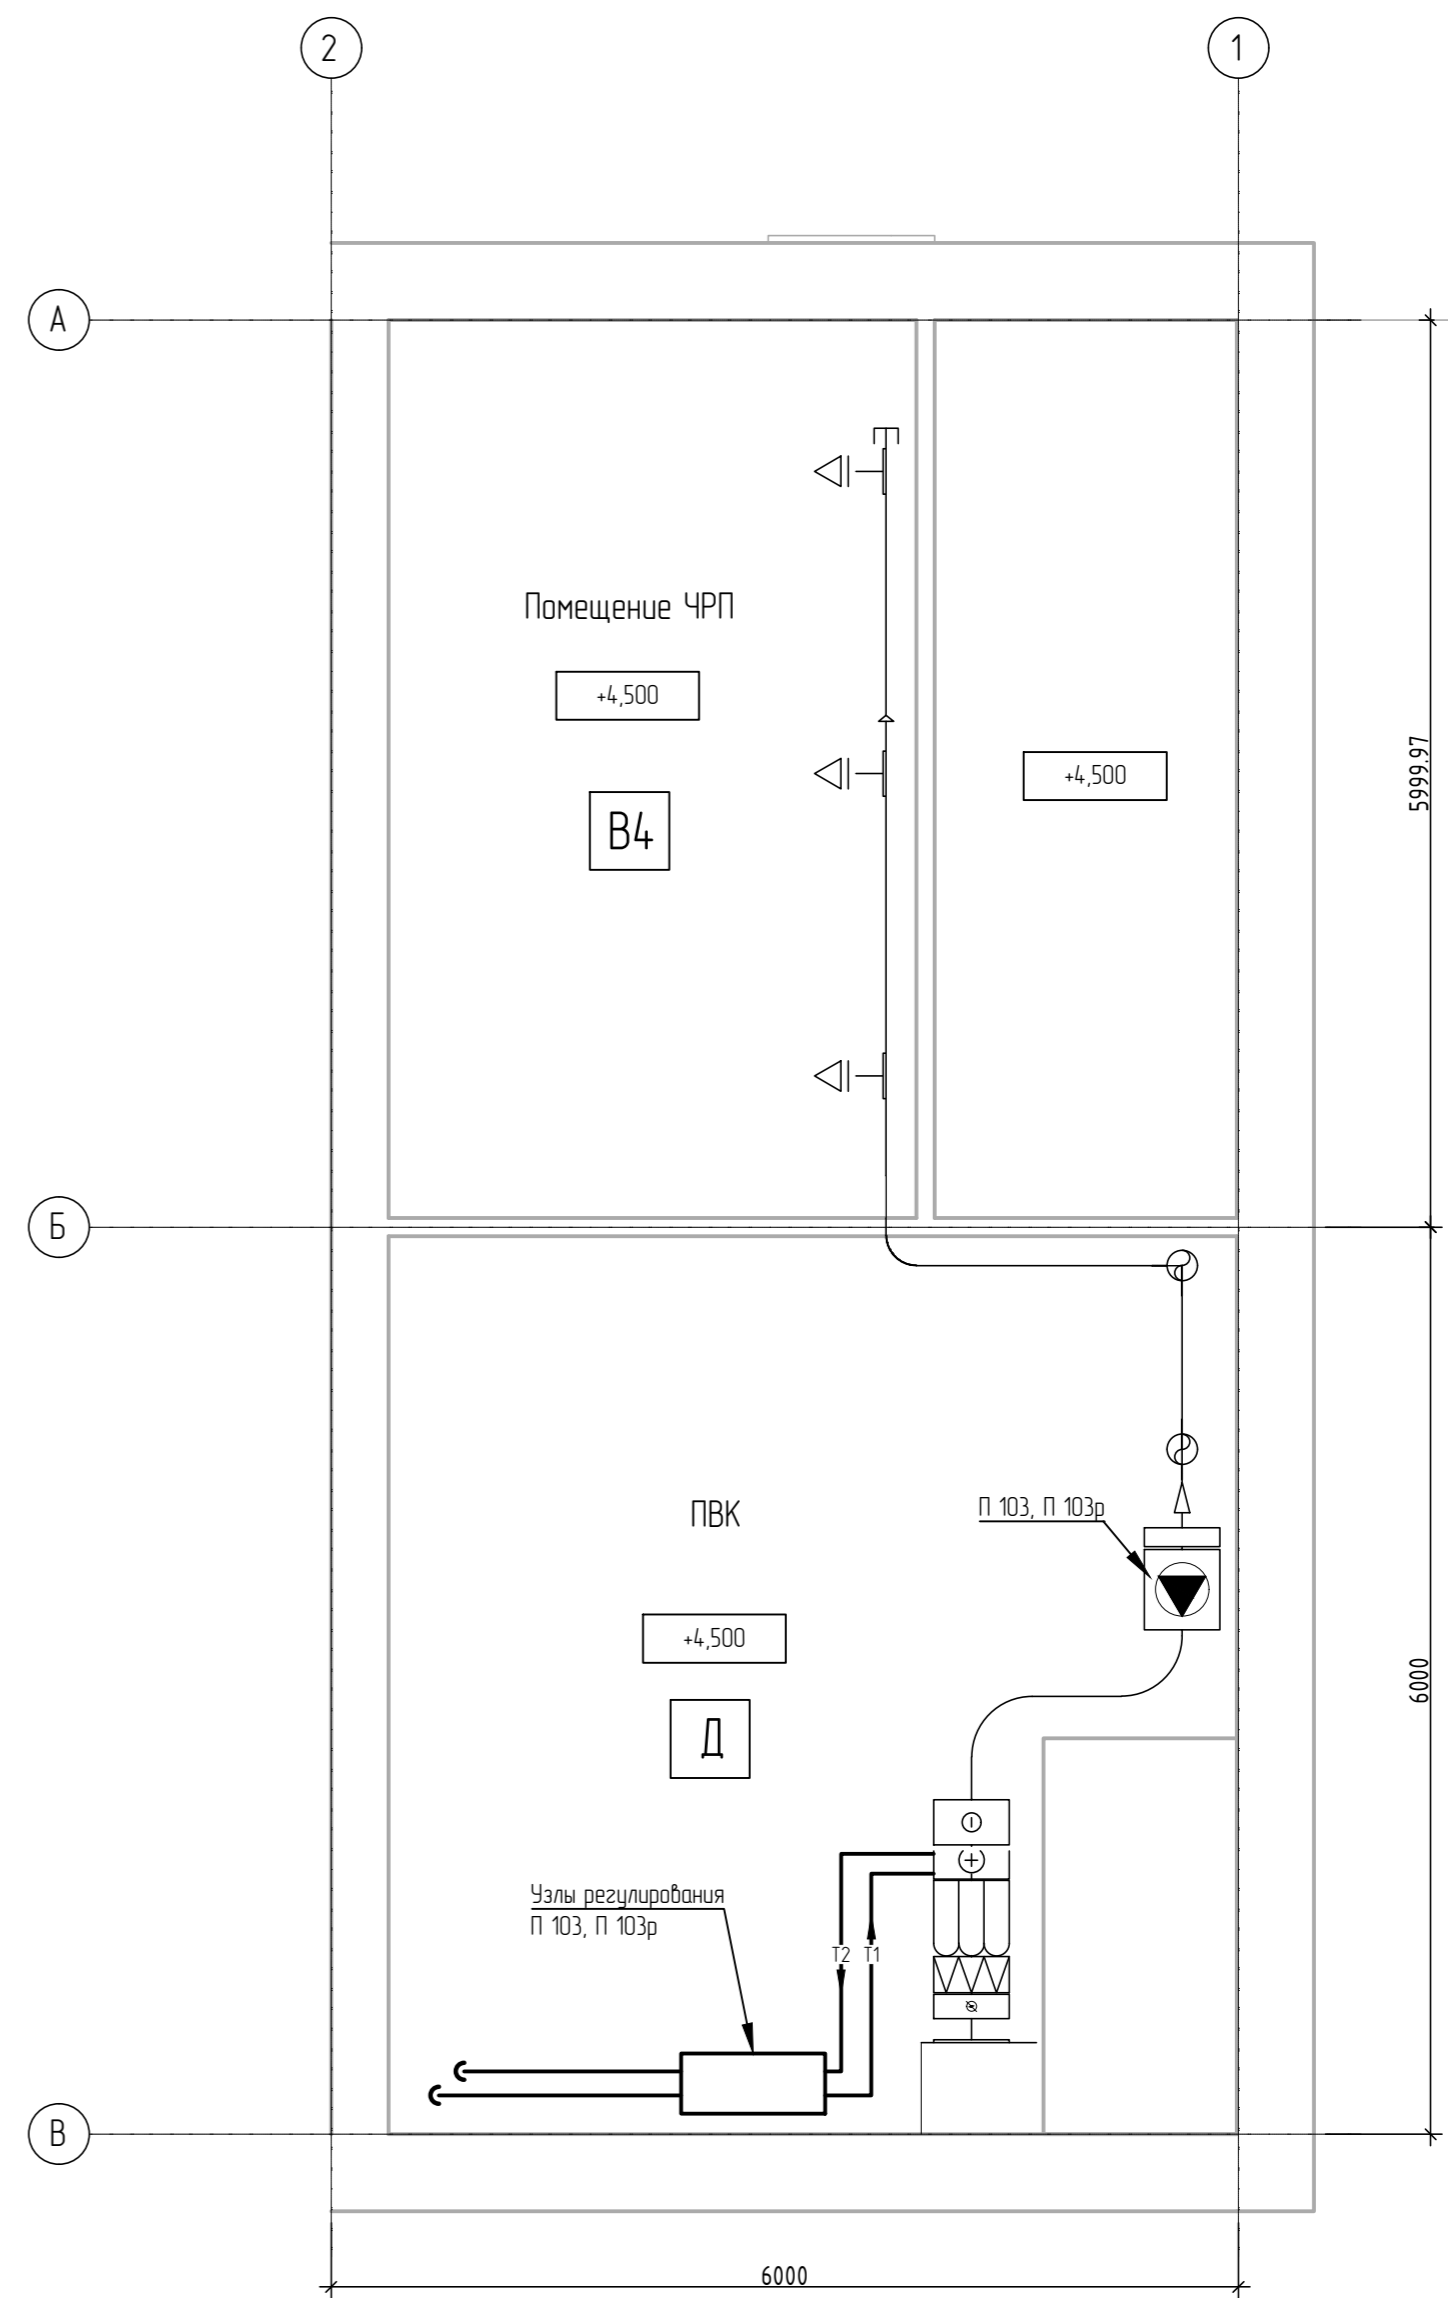 2
1
А
Помещение ЧРП
+4,500
+4,500
5999.97
В4
Б
П 103, П 103р
ПВК
+4,500
6000
Д
Узлы регулирования
П 103, П 103р
Т2
Т1
В
6000